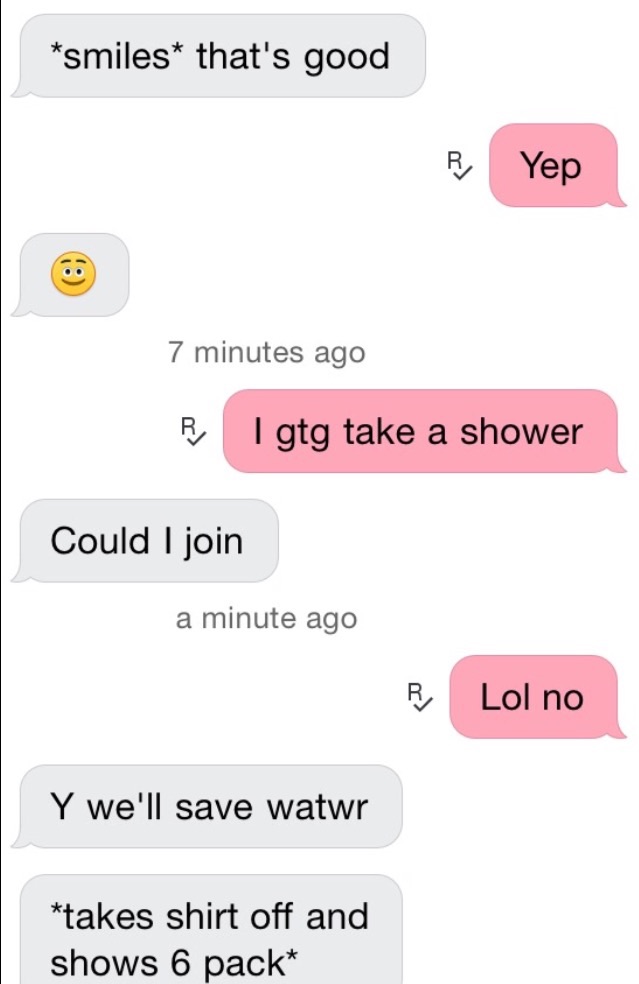 *smiles* that's good
R Yep
7 minutes ago
R I gtg take a shower
Could I join
a minute ago
R Lol no
Y we'll save watwr
*takes shirt off and
shows 6 pack*